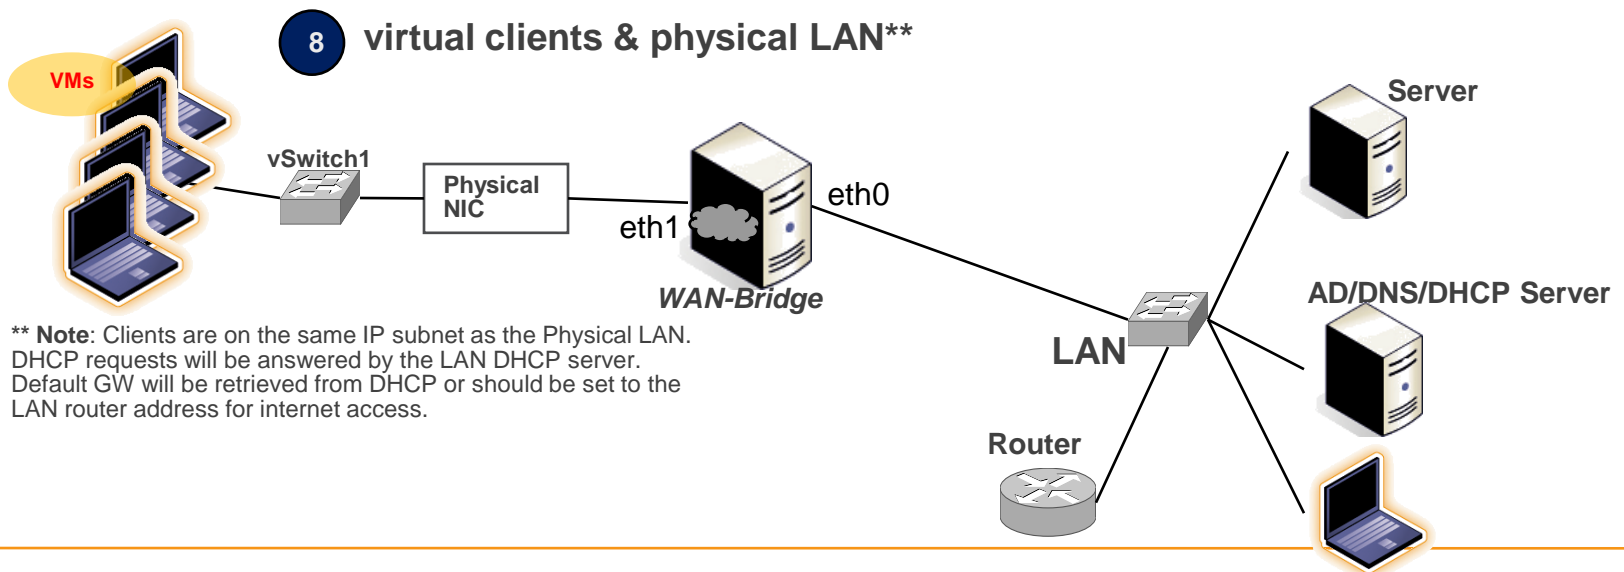 8
virtual clients & physical LAN**
VMs
Server
vSwitch1
Physical
NIC
eth0
eth1
WAN-Bridge
AD/DNS/DHCP Server
** Note: Clients are on the same IP subnet as the Physical LAN.
DHCP requests will be answered by the LAN DHCP server.
Default GW will be retrieved from DHCP or should be set to the
LAN router address for internet access.
LAN
Router